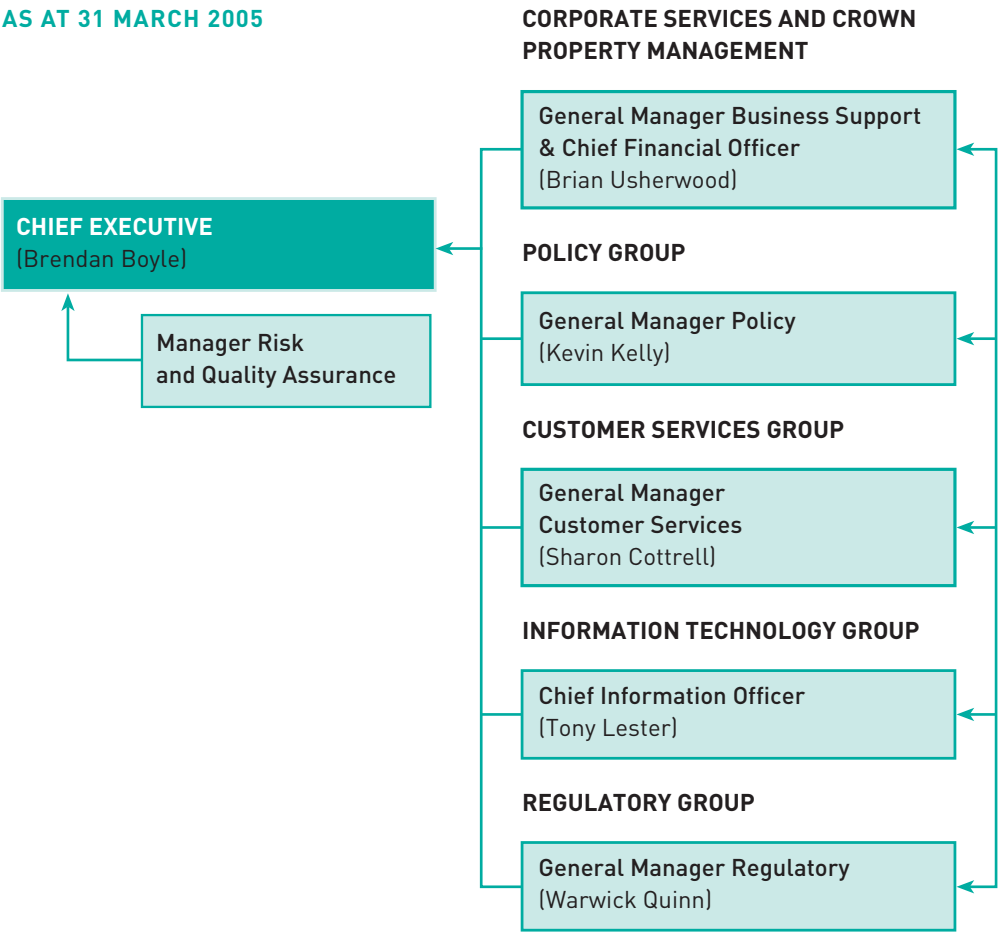 AS AT 31 MARCH 2005
CHIEF EXECUTIVE
(Brendan Boyle)
Manager Risk
and Quality Assurance
CORPORATE SERVICES AND CROWN
PROPERTY MANAGEMENT
General Manager Business Support
& Chief Financial Officer
(Brian Usherwood)
POLICY GROUP
General Manager Policy
(Kevin Kelly)
CUSTOMER SERVICES GROUP
General Manager
Customer Services
(Sharon Cottrell)
INFORMATION TECHNOLOGY GROUP
Chief Information Officer
(Tony Lester)
REGULATORY GROUP
General Manager Regulatory
(Warwick Quinn)